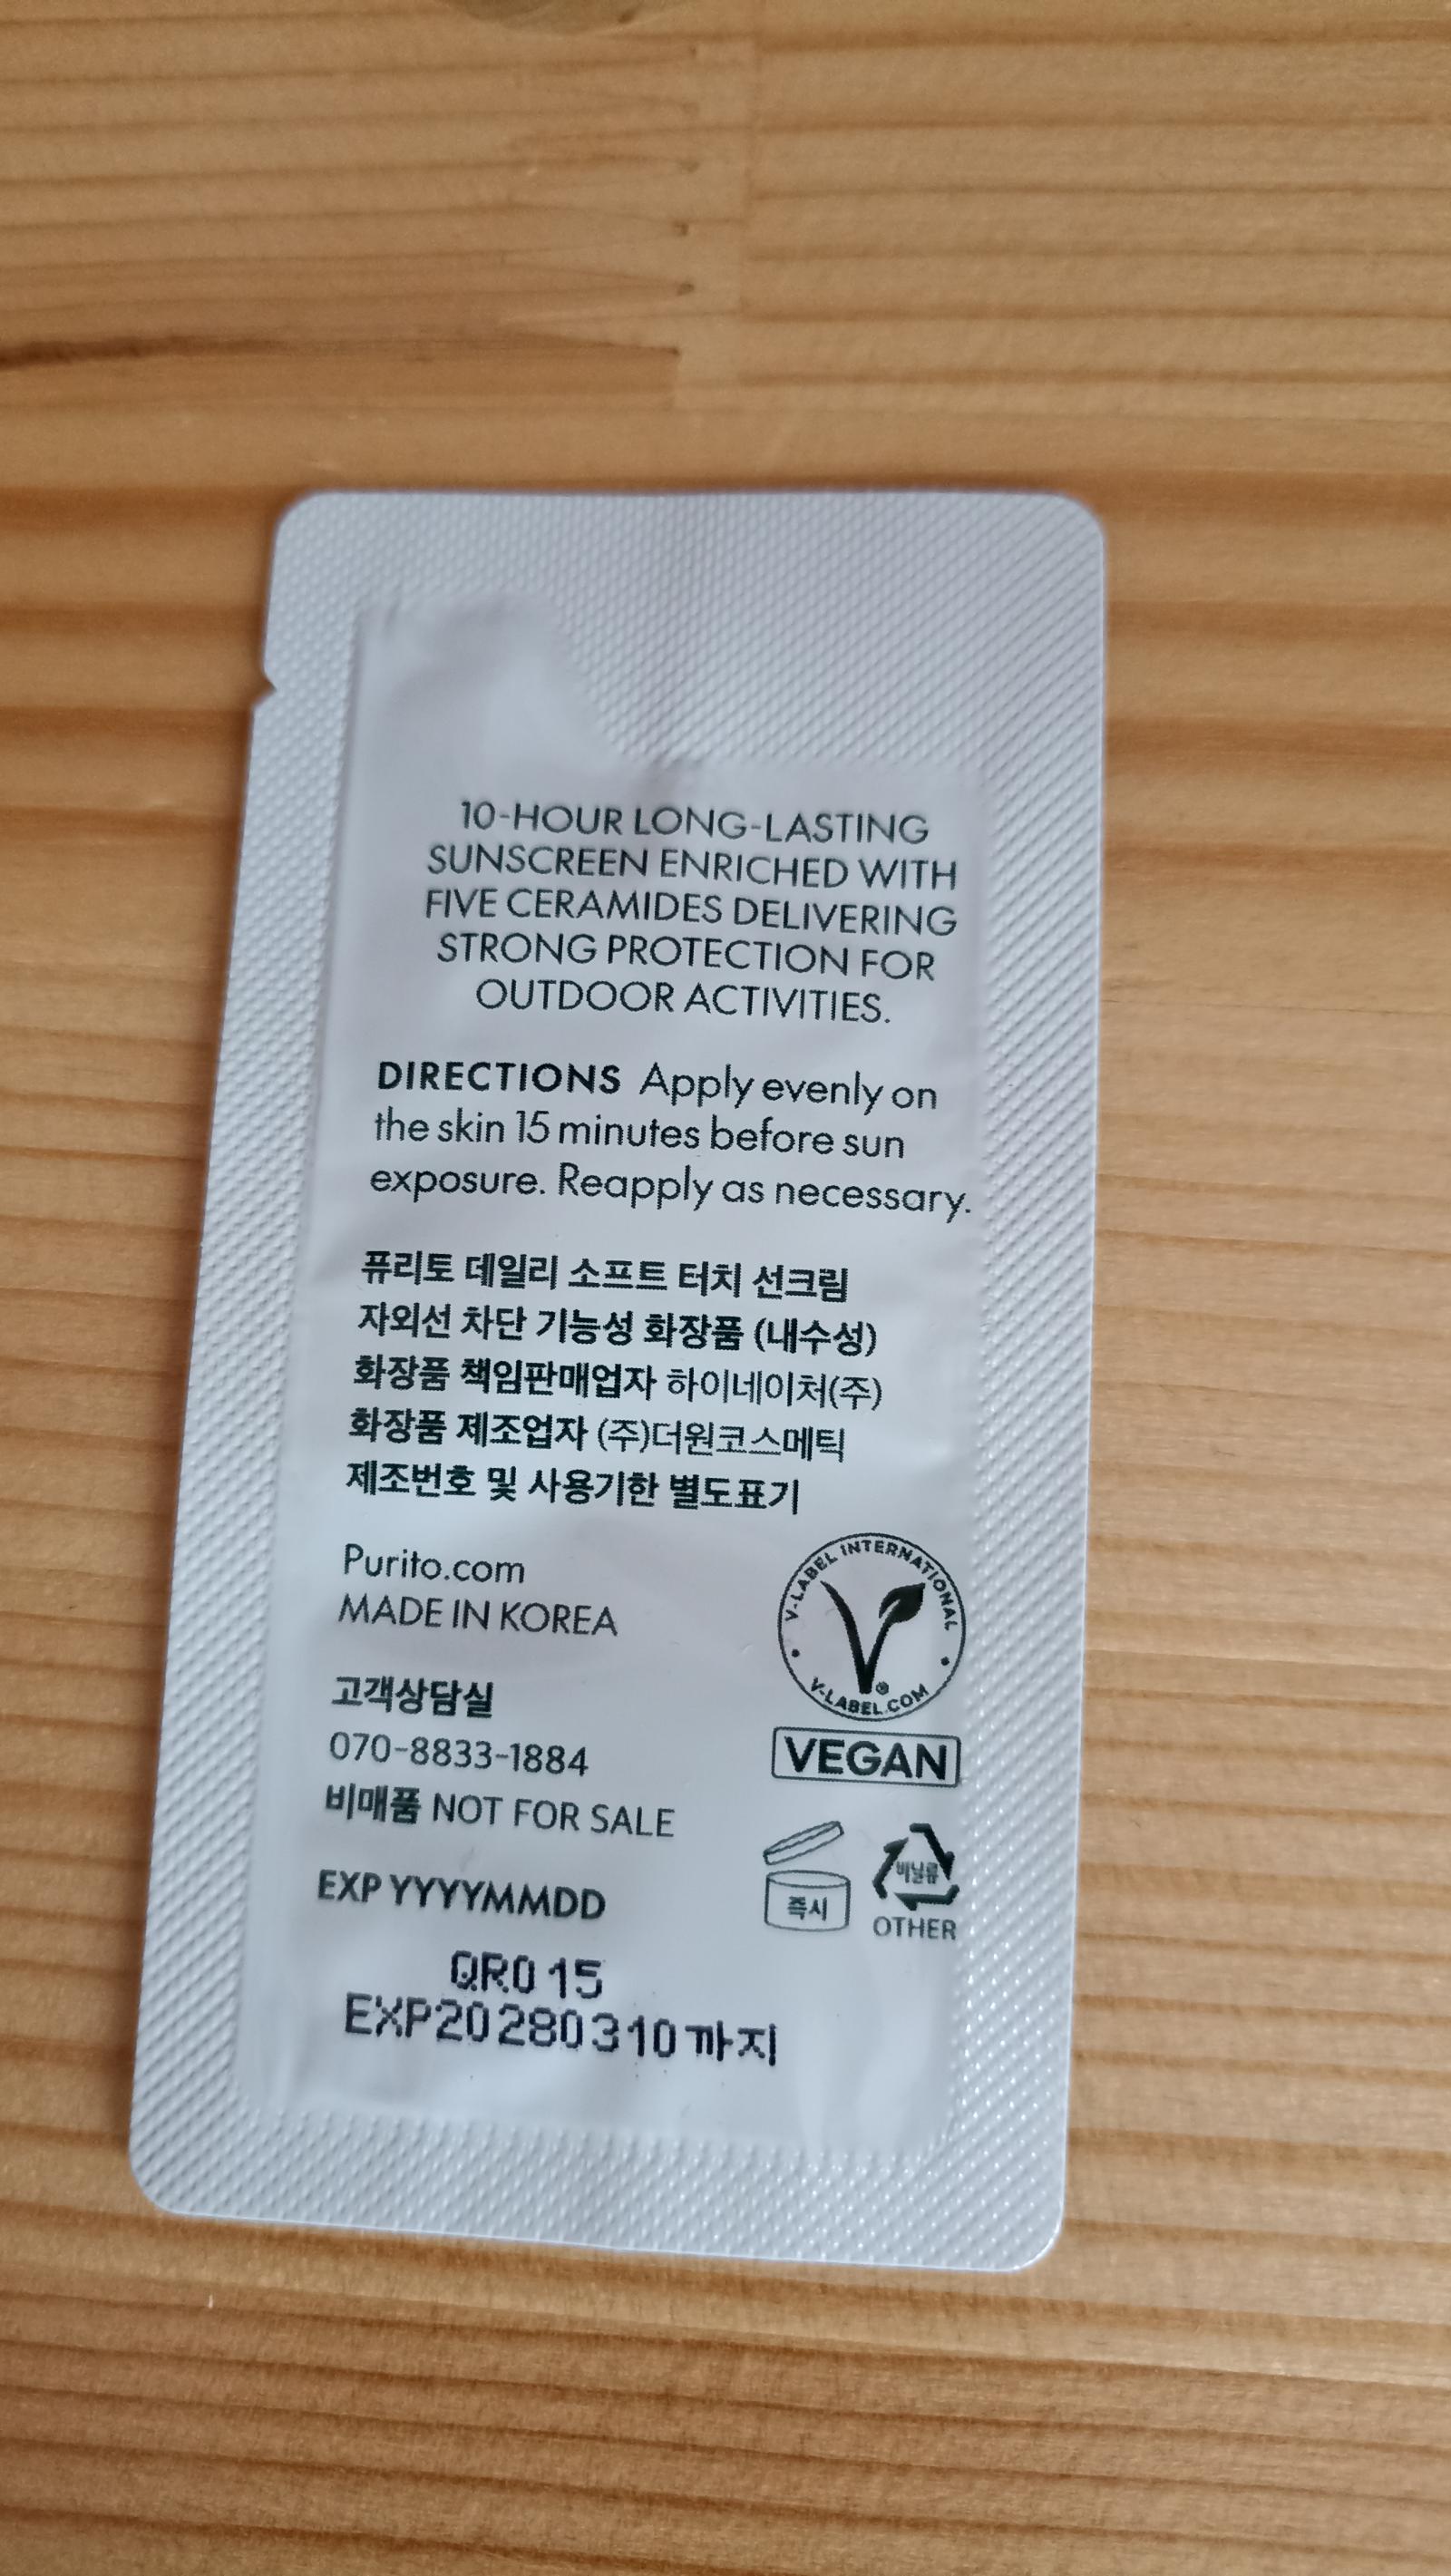 10-HOUR LONG-LASTING
SUNSCREEN ENRICHED WITH
FIVE CERAMIDES DELIVERING
STRONG PROTECTION FOR
OUTDOOR ACTIVITIES.
DIRECTIONS Apply evenly on
the skin 15 minutes before sun
exposure. Reapply as necessary.
퓨리토 데일리 소프트 터치 선크림
자외선 차단 기능성 화장품 (내수성)
화장품 책임판매업자 하이네이처(주)
화장품 제조업자 (주)더원코스메틱
제조번호 및 사용기한 별도표기
Purito.com
MADE IN KOREA
V-LABEL INTERNATIONAL
V-LABEL.COM
®
VEGAN
고객상담실
070-8833-1884
비매품 NOT FOR SALE
즉시
비닐류
OTHER
EXP YYYYMMDD
QR015
EXP20280310까지